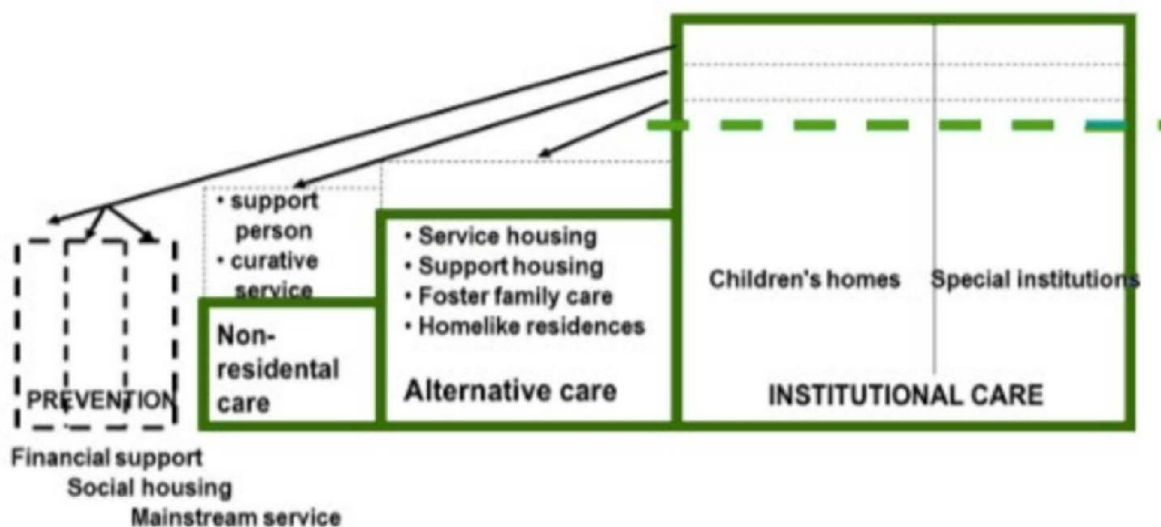 • support
person
• curative
service
• Service housing
• Support housing
• Foster family care
• Homelike residences
Children's homes
Special institutions
Non-
residental
care
PREVENTION
Alternative care
INSTITUTIONAL CARE
Financial support
Social housing
Mainstream service